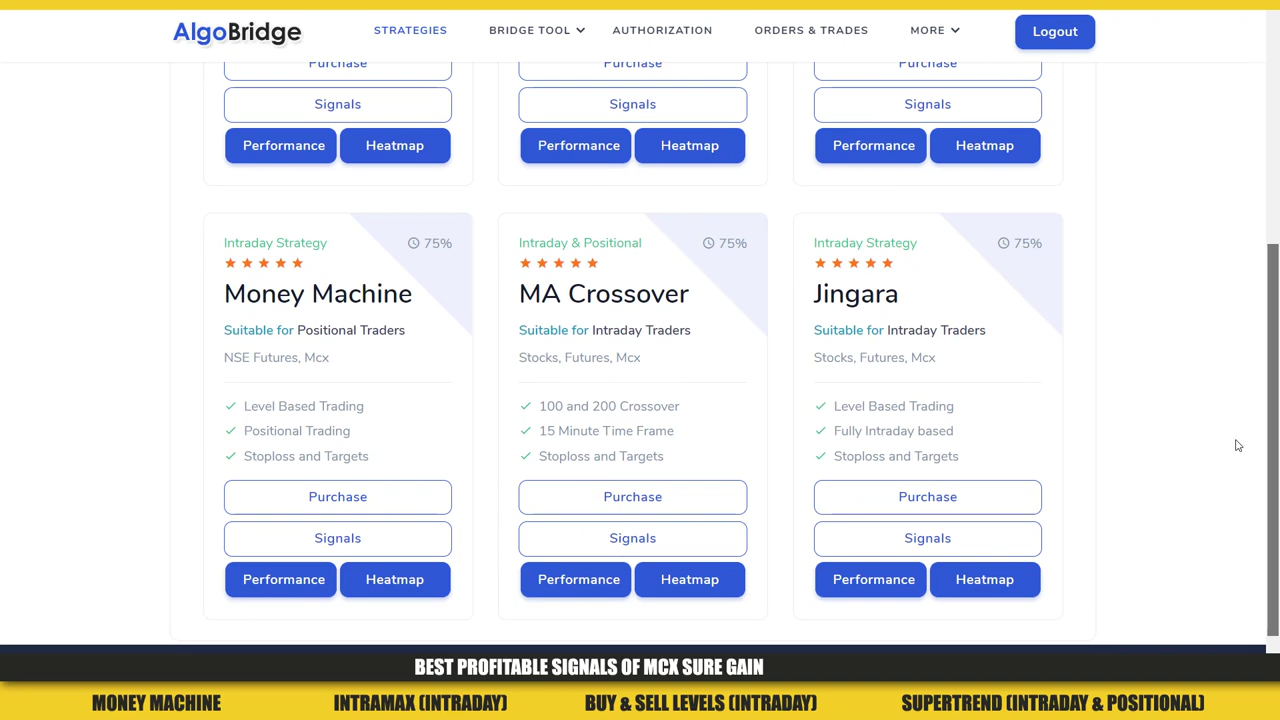 AlgoBridge
STRATEGIES
BRIDGE TOOL
AUTHORIZATION
ORDERS & TRADES
MORE
Logout
Purchase
Purchase
Purchase
Signals
Signals
Signals
Performance
Heatmap
Performance
Heatmap
Performance
Heatmap
Intraday Strategy
75%
Money Machine
Suitable for Positional Traders
NSE Futures, Mcx
Level Based Trading
Positional Trading
Stoploss and Targets
Purchase
Signals
Performance
Heatmap
Intraday & Positional
75%
MA Crossover
Suitable for Intraday Traders
Stocks, Futures, Mcx
100 and 200 Crossover
15 Minute Time Frame
Stoploss and Targets
Purchase
Signals
Performance
Heatmap
Intraday Strategy
75%
Jingara
Suitable for Intraday Traders
Stocks, Futures, Mcx
Level Based Trading
Fully Intraday based
Stoploss and Targets
Purchase
Signals
Performance
Heatmap
BEST PROFITABLE SIGNALS OF MCX SURE GAIN
MONEY MACHINE
INTRAMAX (INTRADAY)
BUY & SELL LEVELS (INTRADAY)
SUPERTREND (INTRADAY & POSITIONAL)